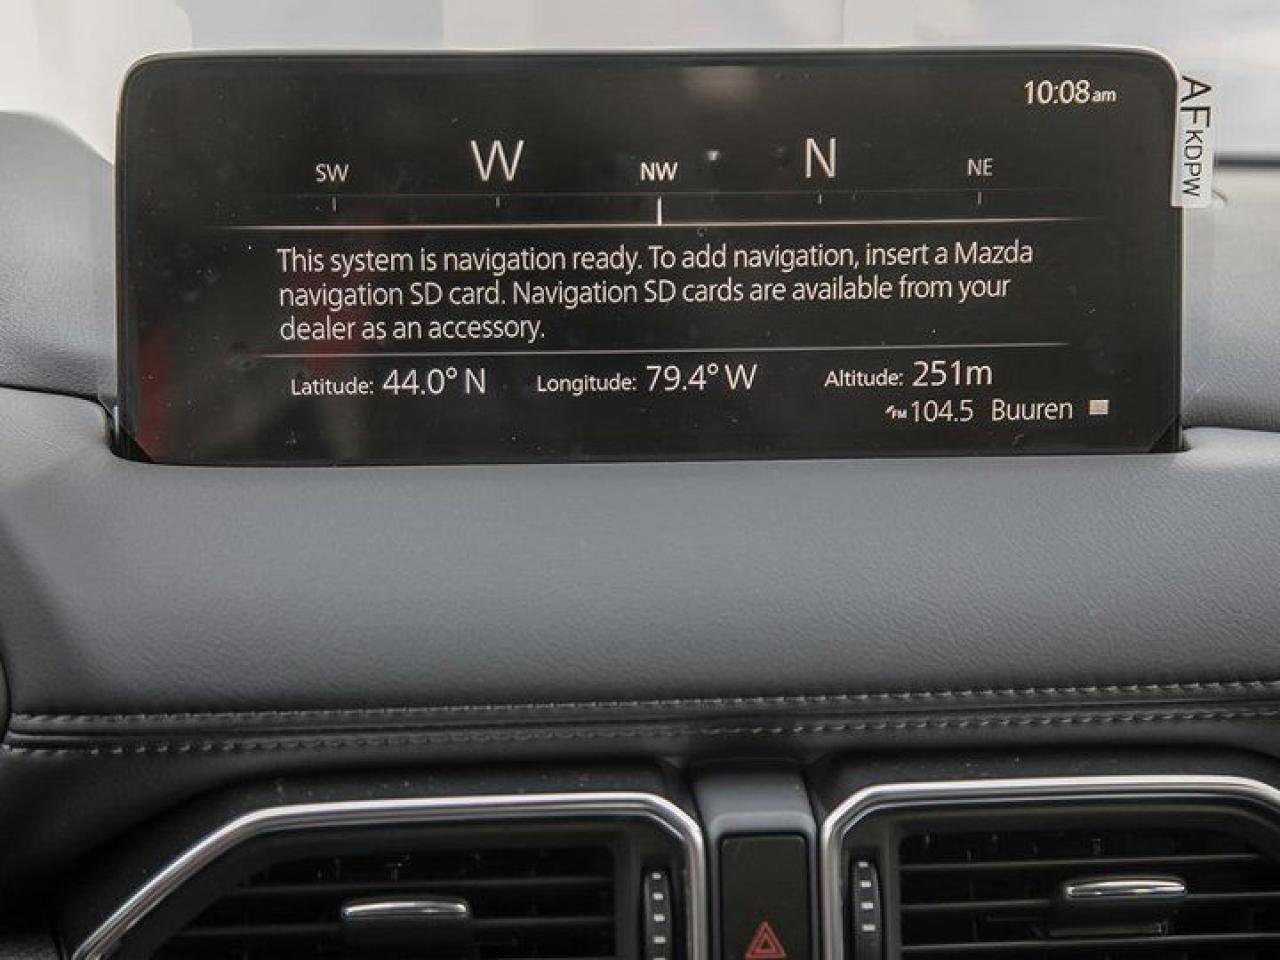 10:08am
SW W NW N NE
This system is navigation ready. To add navigation, insert a Mazda
navigation SD card. Navigation SD cards are available from your
dealer as an accessory.
Latitude: 44.0° N Longitude: 79.4° W Altitude: 251m
FM 104.5 Buuren
AFKDPW